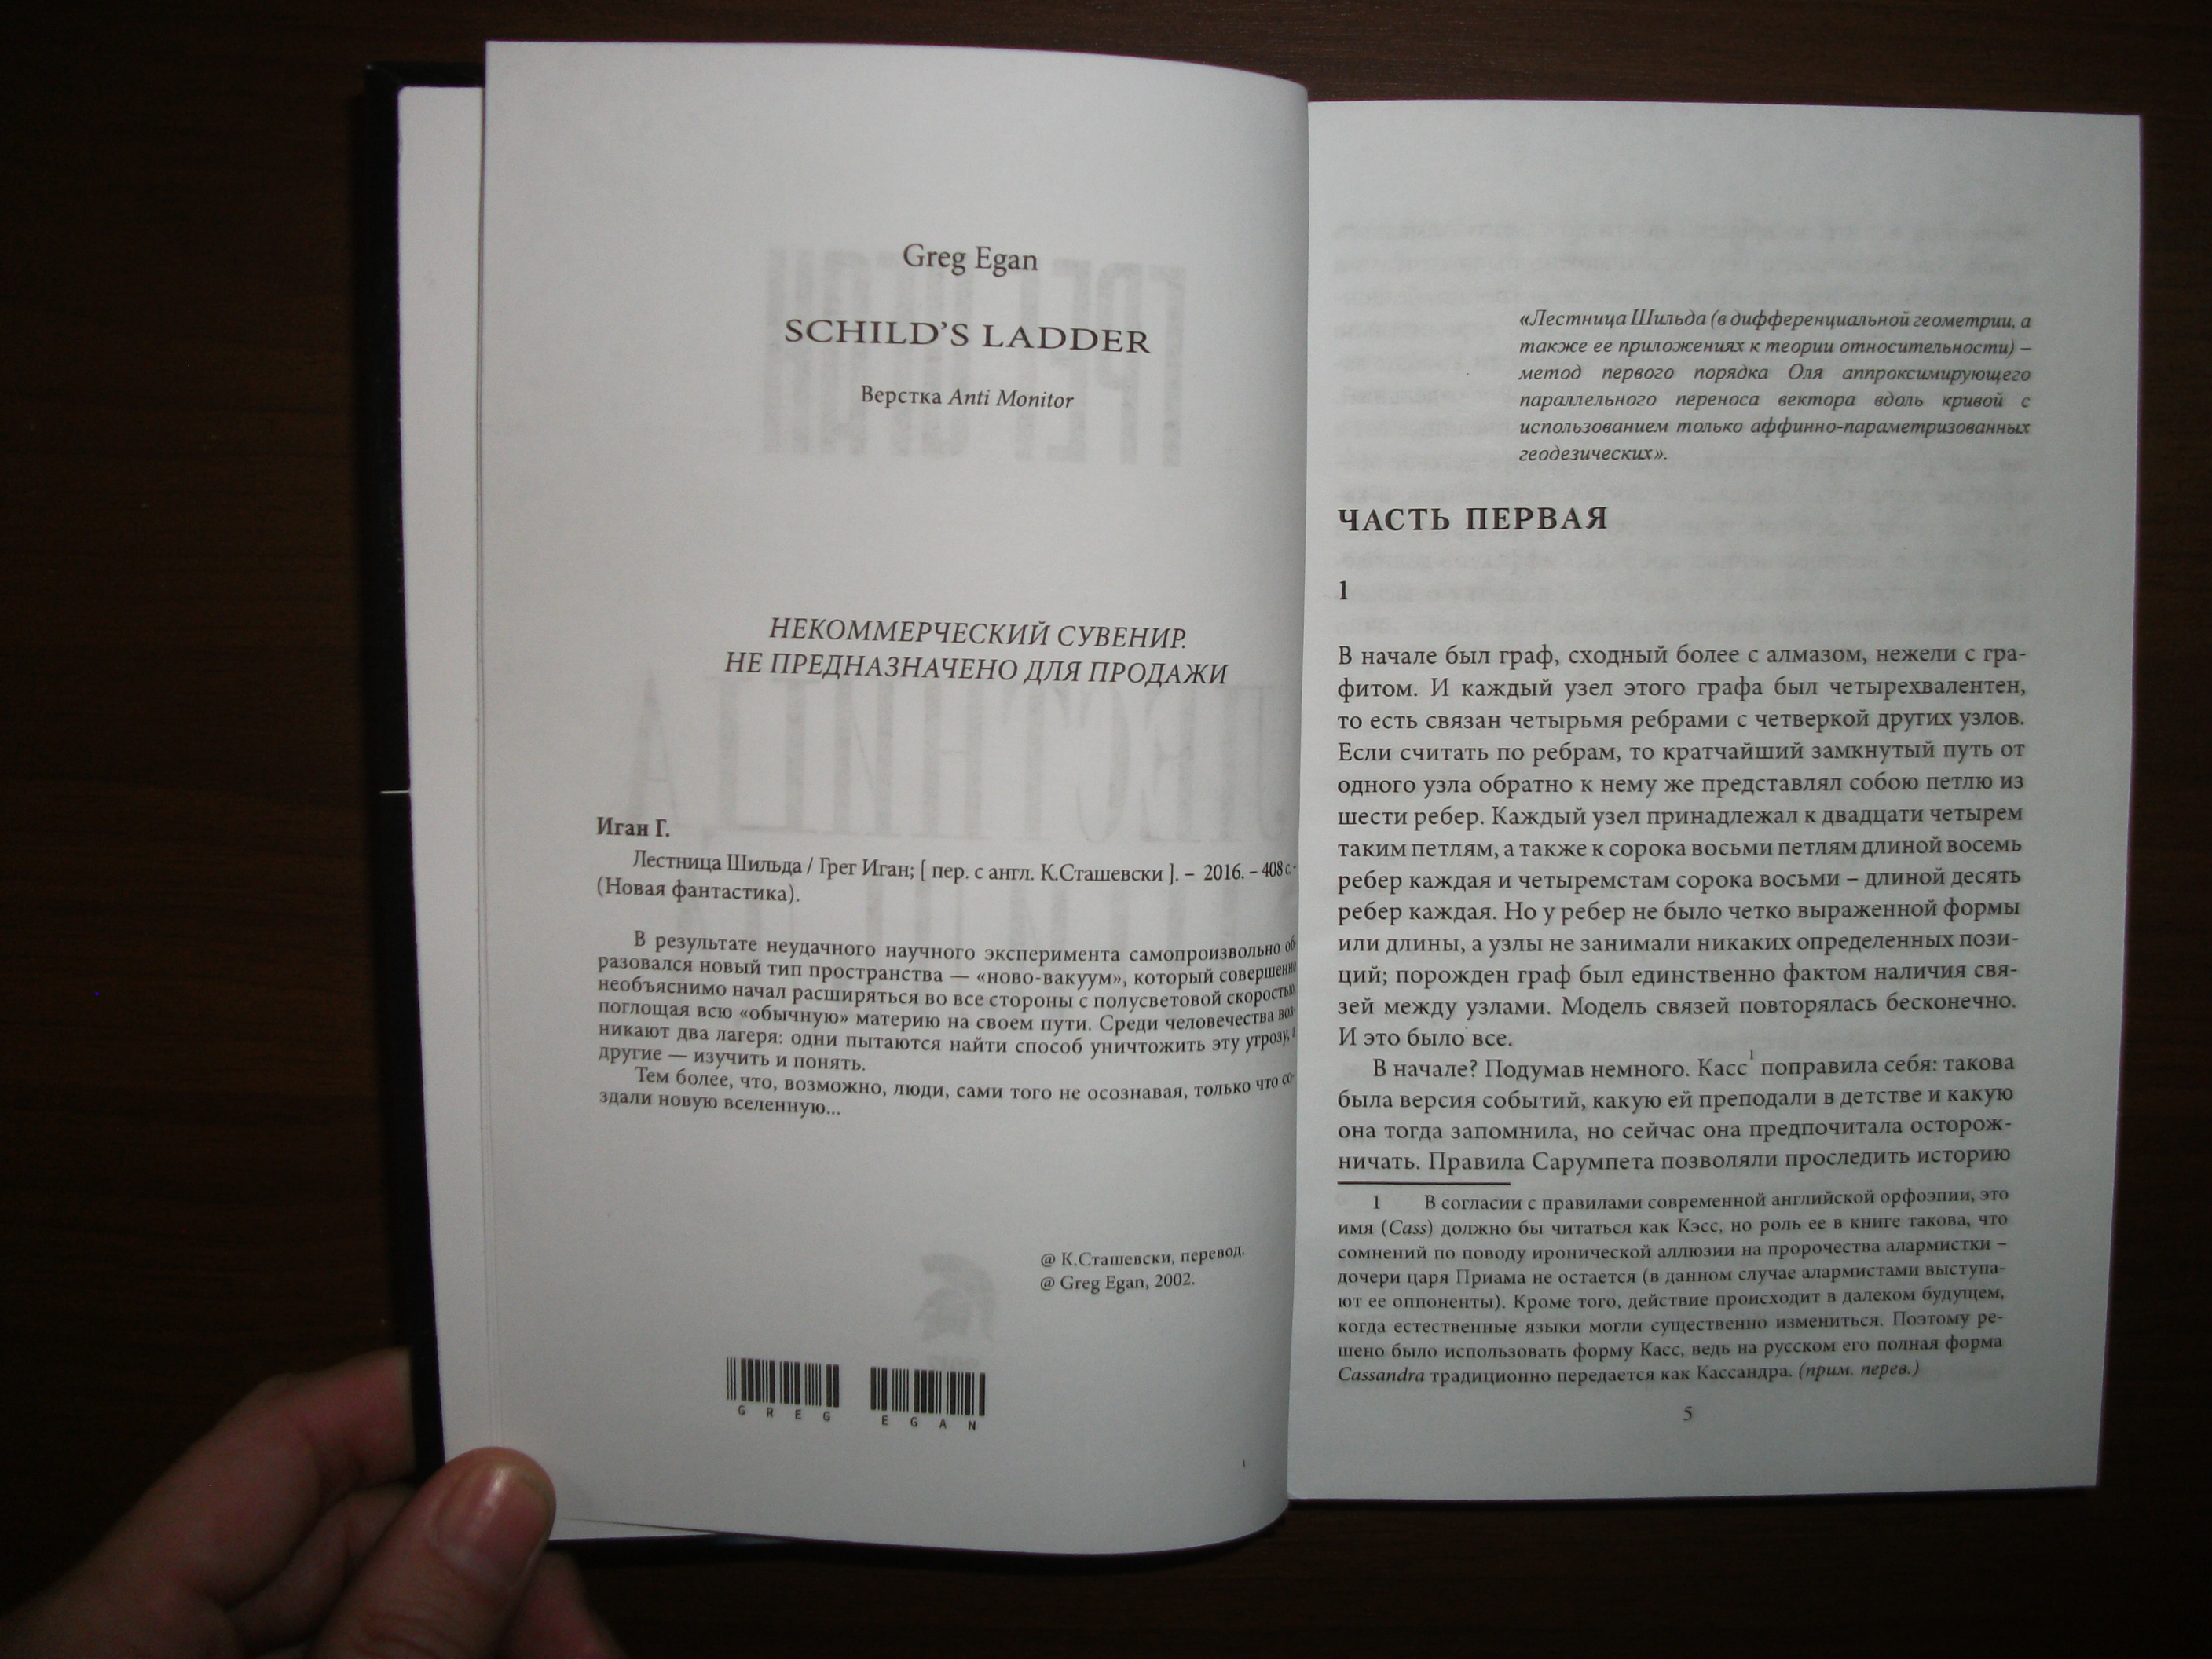 Greg Egan
SCHILD'S LADDER
Верстка Anti Monitor
НЕКОММЕРЧЕСКИЙ СУВЕНИР.
НЕ ПРЕДНАЗНАЧЕНО ДЛЯ ПРОДАЖИ
Иган Г.
Лестница Шильда / Грег Иган; [ пер. с англ. К.Сташевски ]. – 2016. – 408 с. -
(Новая фантастика).
В результате неудачного научного эксперимента самопроизвольно об-
разовался новый тип пространства — «ново-вакуум», который совершенно
необъяснимо начал расширяться во все стороны с полусветовой скоростью,
поглощая всю «обычную» материю на своем пути. Среди человечества воз-
никают два лагеря: одни пытаются найти способ уничтожить эту угрозу, а
другие — изучить и понять.
Тем более, что, возможно, люди, сами того не осознавая, только что со-
здали новую вселенную...
@ К.Сташевски, перевод.
@ Greg Egan, 2002.
GREG EGAN
«Лестница Шильда (в дифференциальной геометрии, а
также ее приложениях к теории относительности) –
метод первого порядка Оля аппроксимирующего
параллельного переноса вектора вдоль кривой с
использованием только аффинно-параметризованных
геодезических».
ЧАСТЬ ПЕРВАЯ
1
В начале был граф, сходный более с алмазом, нежели с гра-
фитом. И каждый узел этого графа был четырехвалентен,
то есть связан четырьмя ребрами с четверкой других узлов.
Если считать по ребрам, то кратчайший замкнутый путь от
одного узла обратно к нему же представлял собою петлю из
шести ребер. Каждый узел принадлежал к двадцати четырем
таким петлям, а также к сорока восьми петлям длиной восемь
ребер каждая и четыремстам сорока восьми – длиной десять
ребер каждая. Но у ребер не было четко выраженной формы
или длины, а узлы не занимали никаких определенных пози-
ций; порожден граф был единственно фактом наличия свя-
зей между узлами. Модель связей повторялась бесконечно.
И это было все.
В начале? Подумав немного. Касс1 поправила себя: такова
была версия событий, какую ей преподали в детстве и какую
она тогда запомнила, но сейчас она предпочитала осторож-
ничать. Правила Сарумпета позволяли проследить историю
1 В согласии с правилами современной английской орфоэпии, это
имя (Cass) должно бы читаться как Кэсс, но роль ее в книге такова, что
сомнений по поводу иронической аллюзии на пророчества алармистки –
дочери царя Приама не остается (в данном случае алармистами выступа-
ют ее оппоненты). Кроме того, действие происходит в далеком будущем,
когда естественные языки могли существенно измениться. Поэтому ре-
шено было использовать форму Касс, ведь на русском его полная форма
Cassandra традиционно передается как Кассандра. (прим. перев.)
5